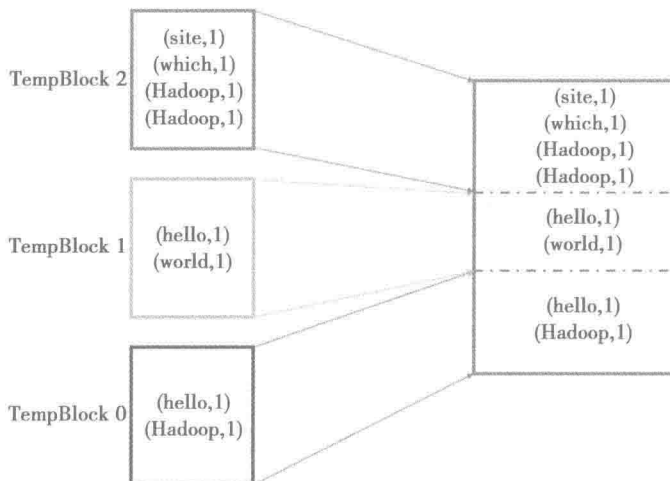 TempBlock 2
(site,1)
(which,1)
(Hadoop,1)
(Hadoop,1)
TempBlock 1
(hello,1)
(world,1)
TempBlock 0
(hello,1)
(Hadoop,1)
(site,1)
(which,1)
(Hadoop,1)
(Hadoop,1)
(hello,1)
(world,1)
(hello,1)
(Hadoop,1)